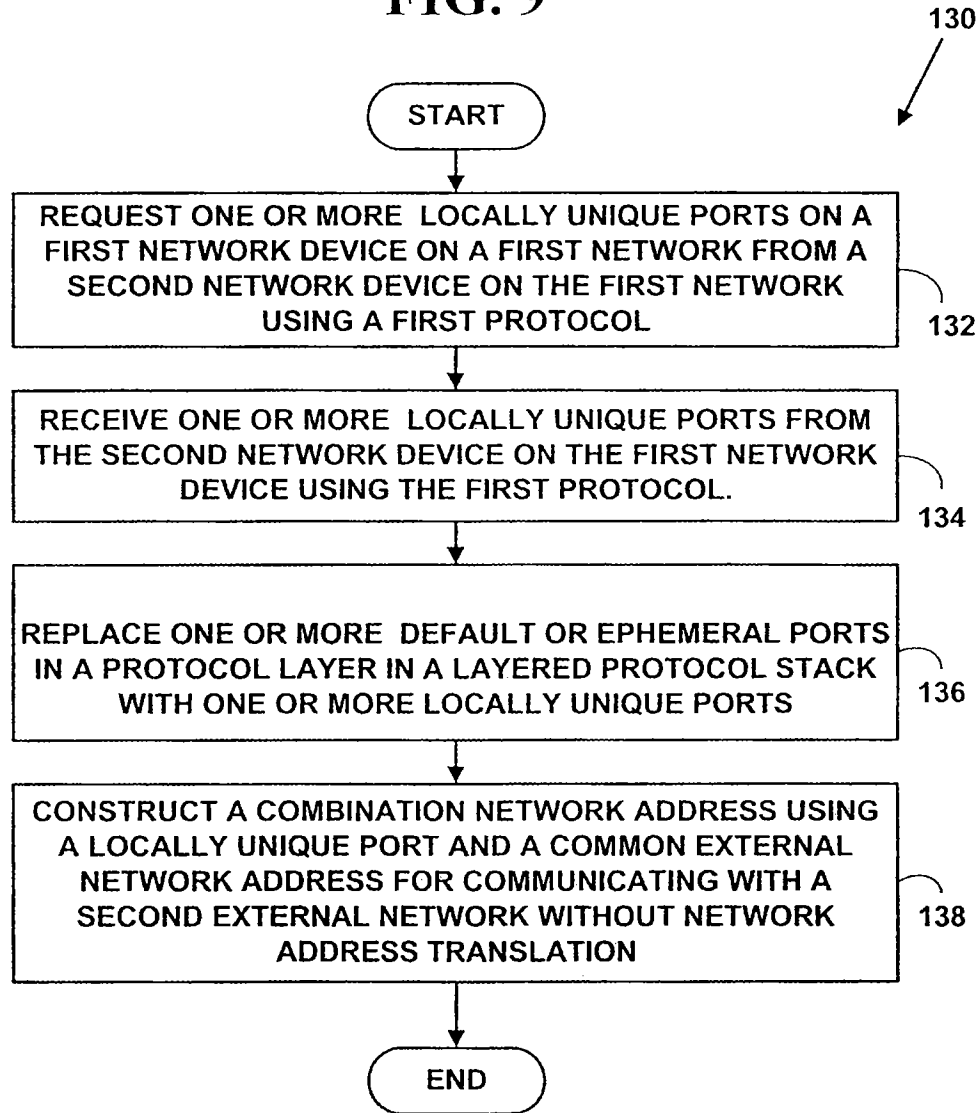 FIG. 9
130
START
REQUEST ONE OR MORE LOCALLY UNIQUE PORTS ON A
FIRST NETWORK DEVICE ON A FIRST NETWORK FROM A
SECOND NETWORK DEVICE ON THE FIRST NETWORK
USING A FIRST PROTOCOL
132
RECEIVE ONE OR MORE LOCALLY UNIQUE PORTS FROM
THE SECOND NETWORK DEVICE ON THE FIRST NETWORK
DEVICE USING THE FIRST PROTOCOL.
134
REPLACE ONE OR MORE DEFAULT OR EPHEMERAL PORTS
IN A PROTOCOL LAYER IN A LAYERED PROTOCOL STACK
WITH ONE OR MORE LOCALLY UNIQUE PORTS
136
CONSTRUCT A COMBINATION NETWORK ADDRESS USING
A LOCALLY UNIQUE PORT AND A COMMON EXTERNAL
NETWORK ADDRESS FOR COMMUNICATING WITH A
SECOND EXTERNAL NETWORK WITHOUT NETWORK
ADDRESS TRANSLATION
138
END